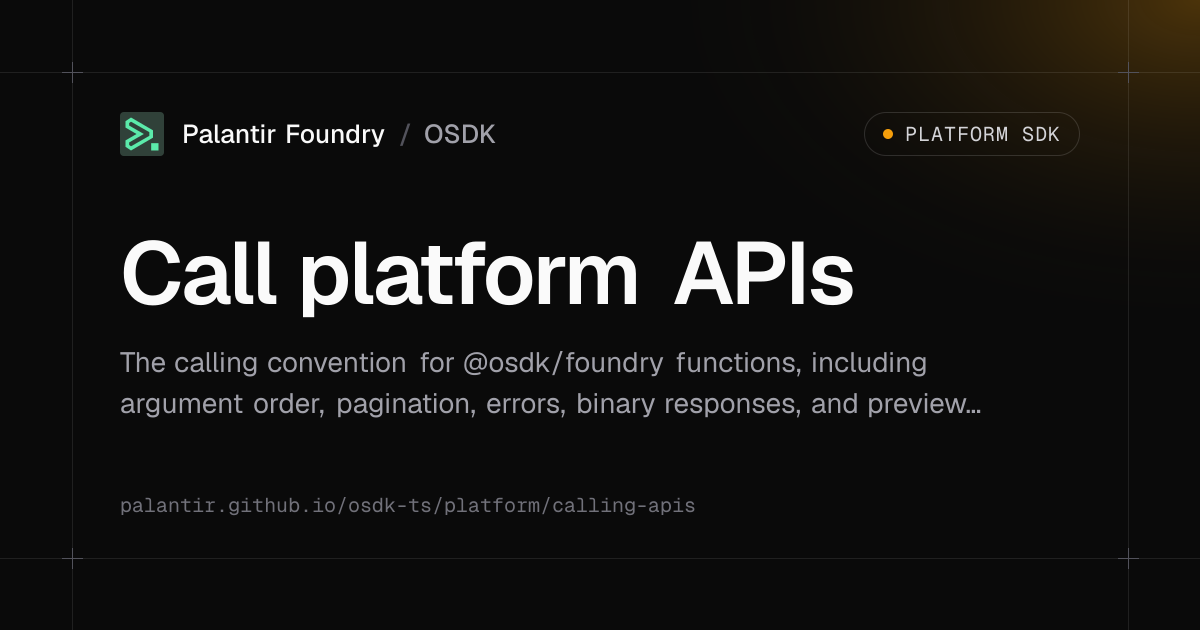 Palantir Foundry / OSDK
PLATFORM SDK
Call platform APIs
The calling convention for @osdk/foundry functions, including
argument order, pagination, errors, binary responses, and preview…
palantir.github.io/osdk-ts/platform/calling-apis